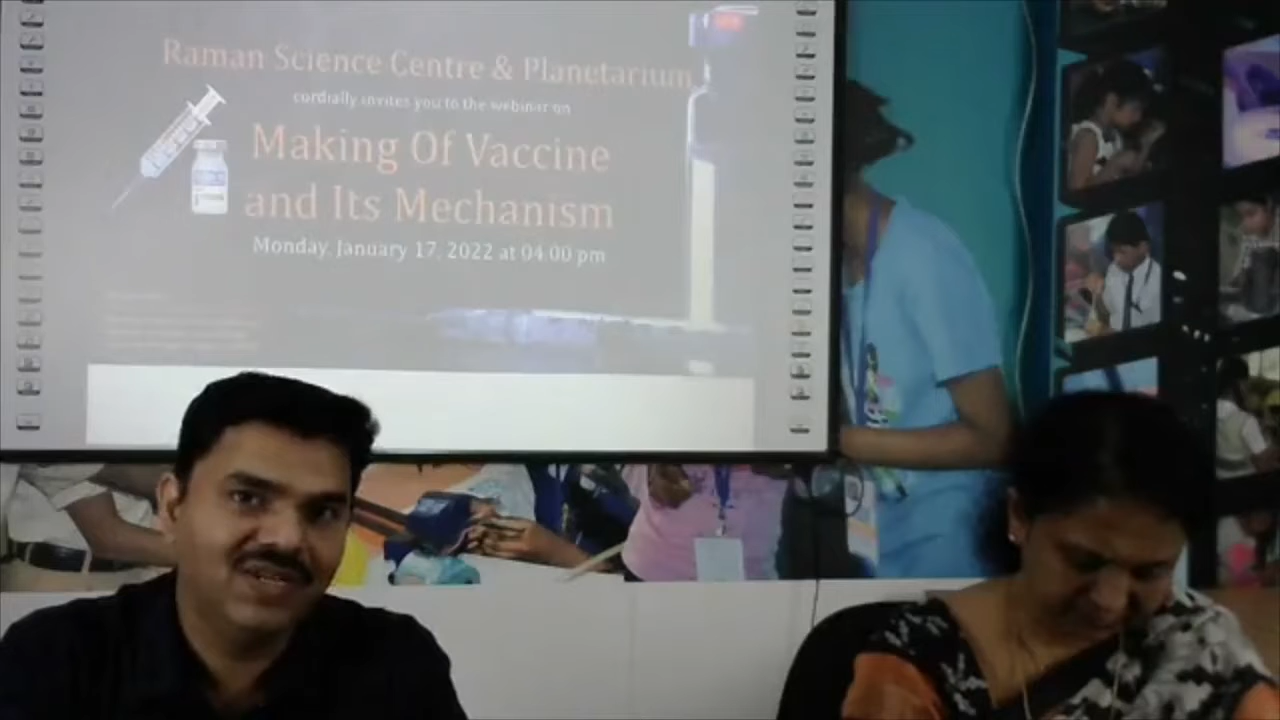 Raman Science Centre & Planetarium
cordially invites you to the webinar on
Making Of Vaccine
and Its Mechanism
Monday, January 17, 2022 at 04:00 pm